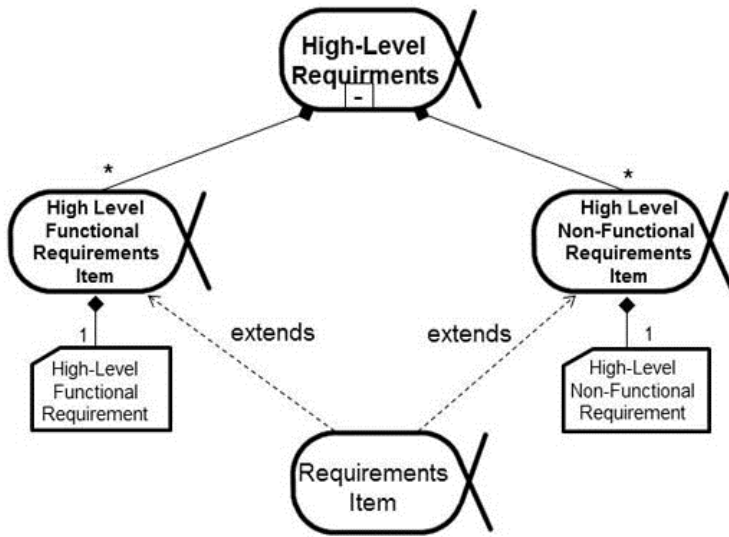 High-Level
Requirments
-
*
*
High Level
Functional
Requirements
Item
High Level
Non-Functional
Requirements
Item
extends
extends
1
1
High-Level
Functional
Requirement
High-Level
Non-Functional
Requirement
Requirements
Item